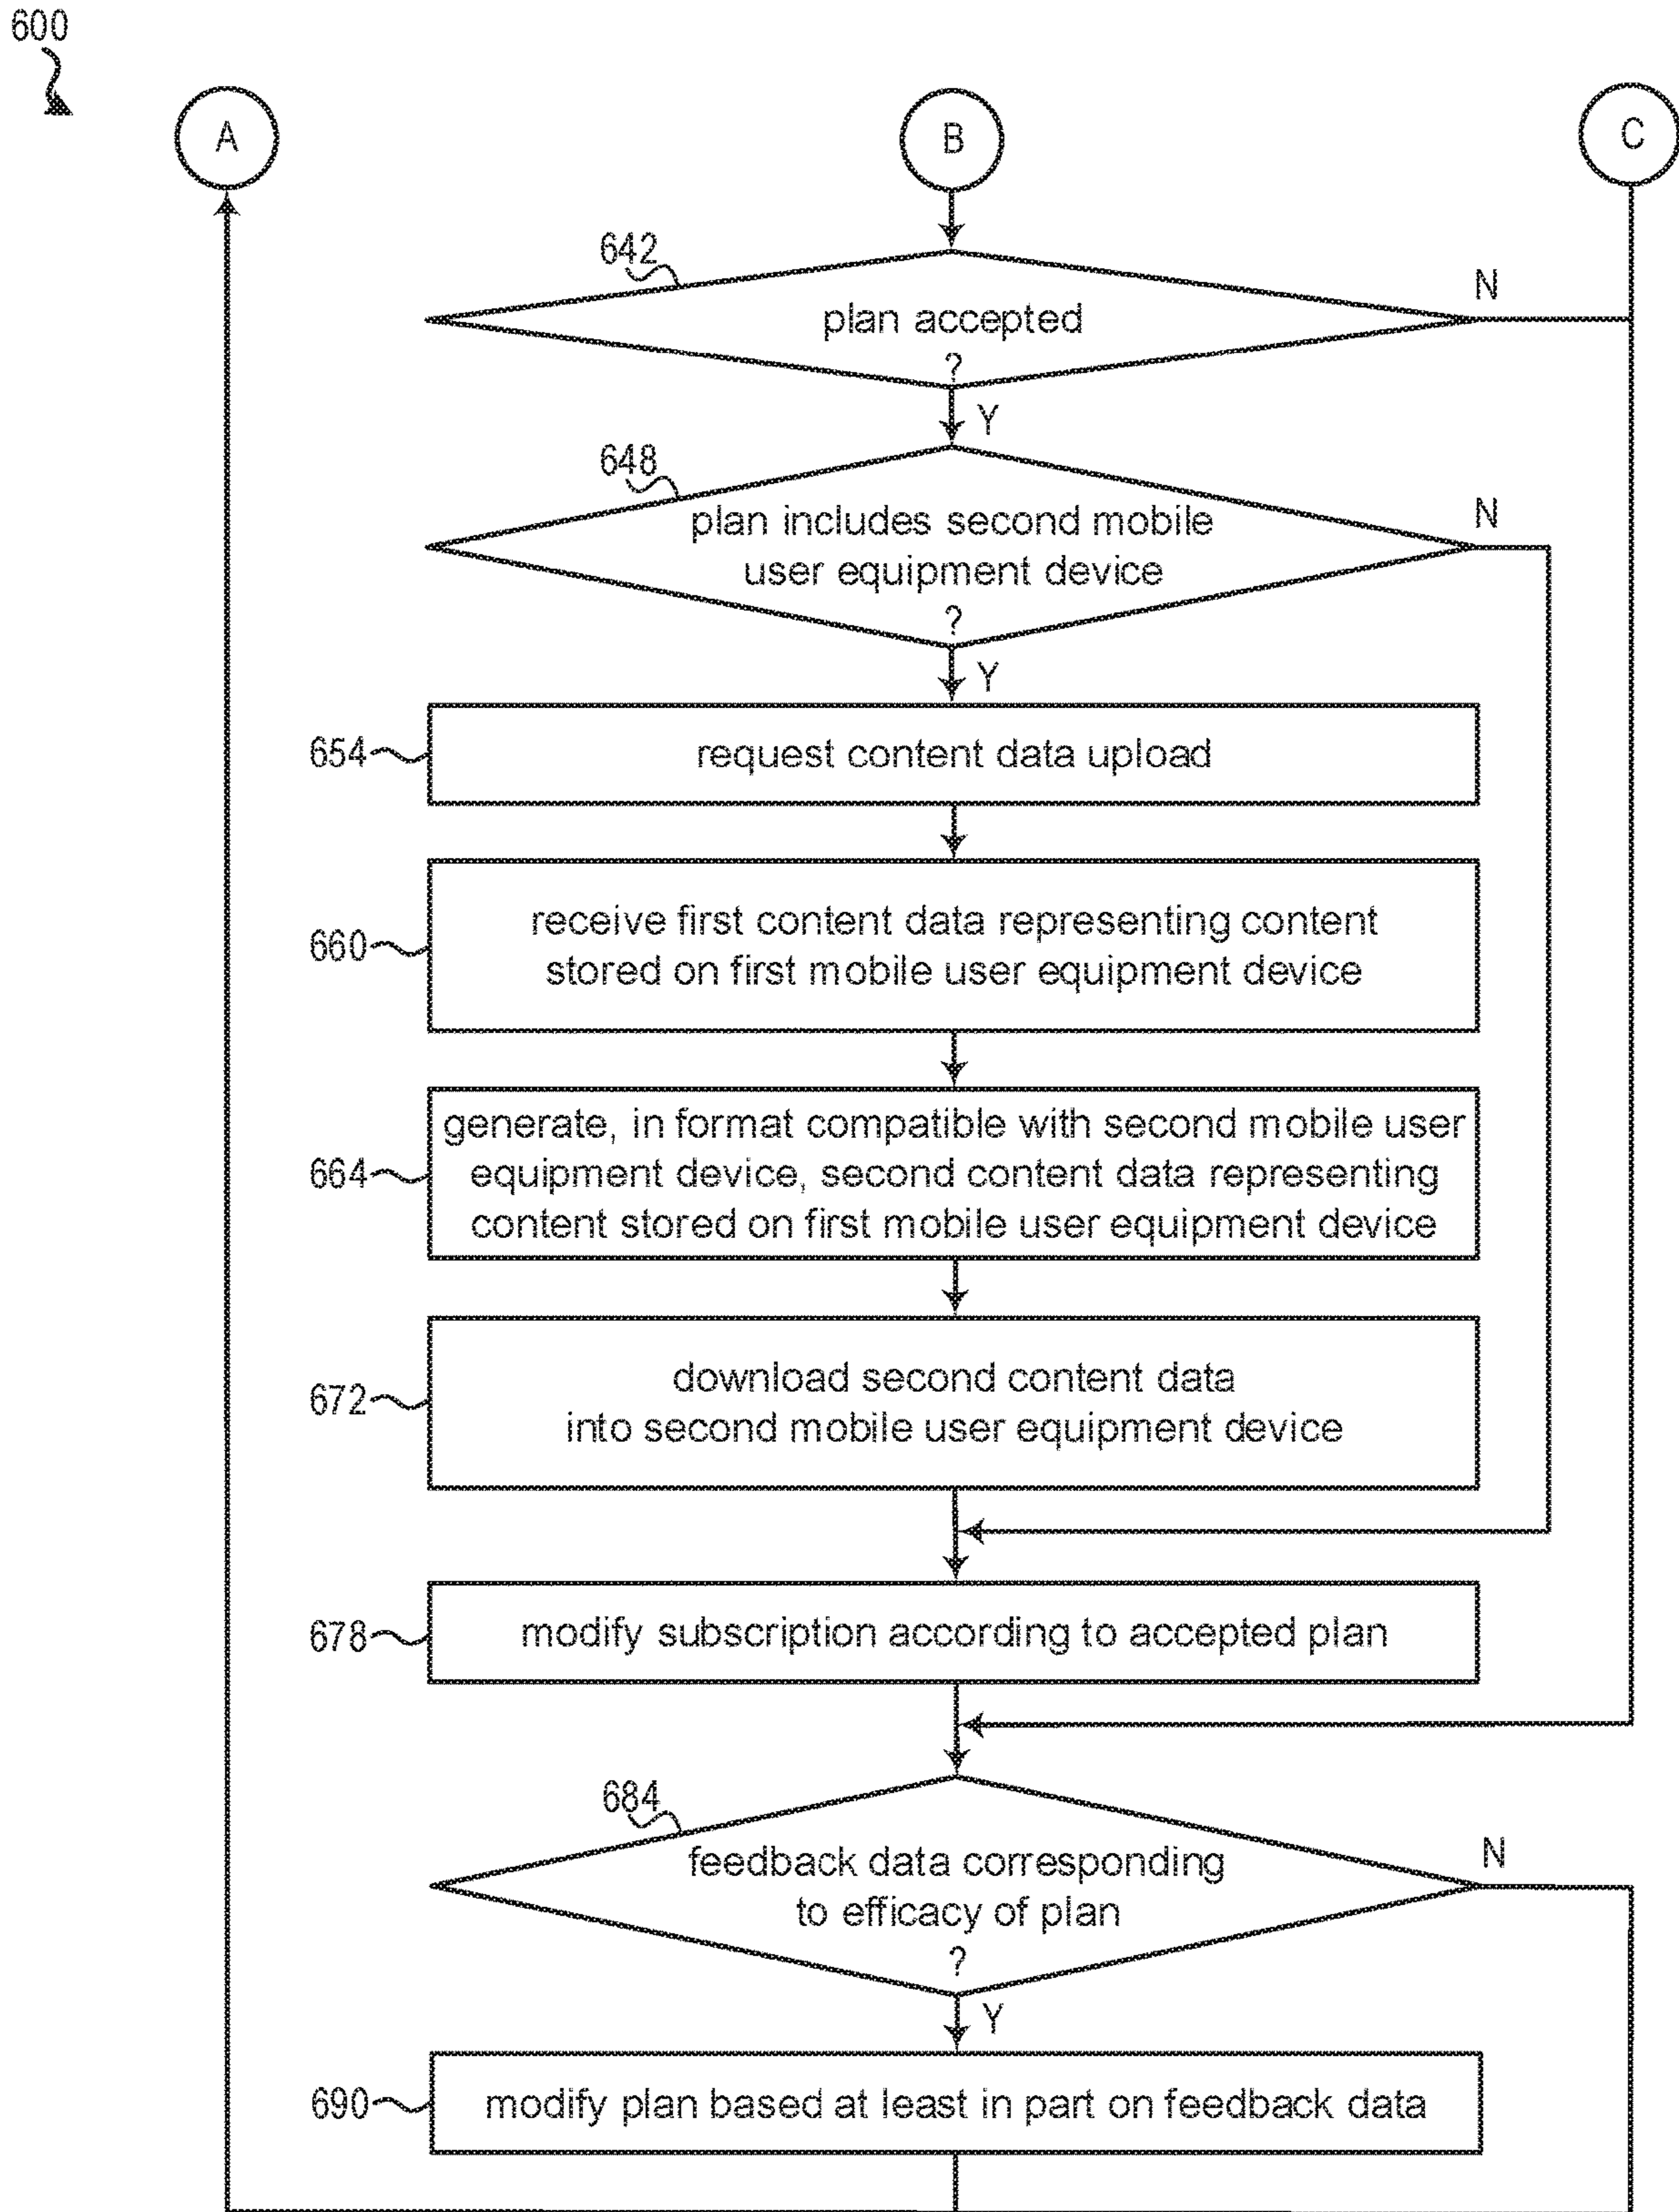 600
A
B
C
642
plan accepted
?
N
Y
648
plan includes second mobile
user equipment device
?
N
Y
654
request content data upload
660
receive first content data representing content
stored on first mobile user equipment device
664
generate, in format compatible with second mobile user
equipment device, second content data representing
content stored on first mobile user equipment device
672
download second content data
into second mobile user equipment device
678
modify subscription according to accepted plan
684
feedback data corresponding
to efficacy of plan
?
N
Y
690
modify plan based at least in part on feedback data